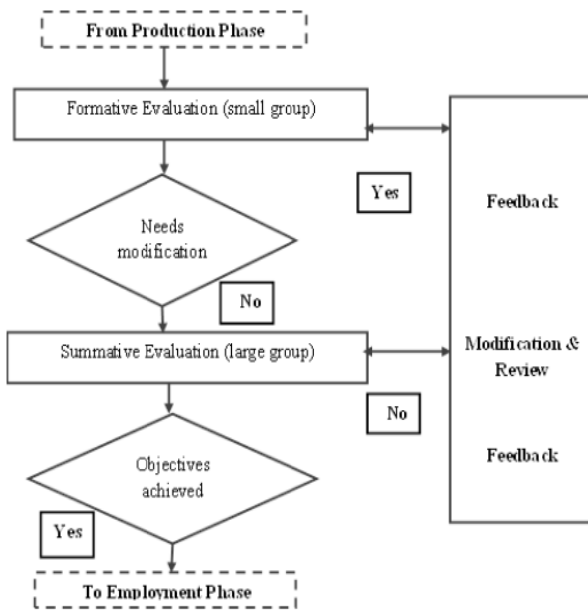 From Production Phase
Formative Evaluation (small group)
Yes
Feedback
Needs
modification
No
Summative Evaluation (large group)
Modification &
Review
No
Feedback
Objectives
achieved
Yes
To Employment Phase